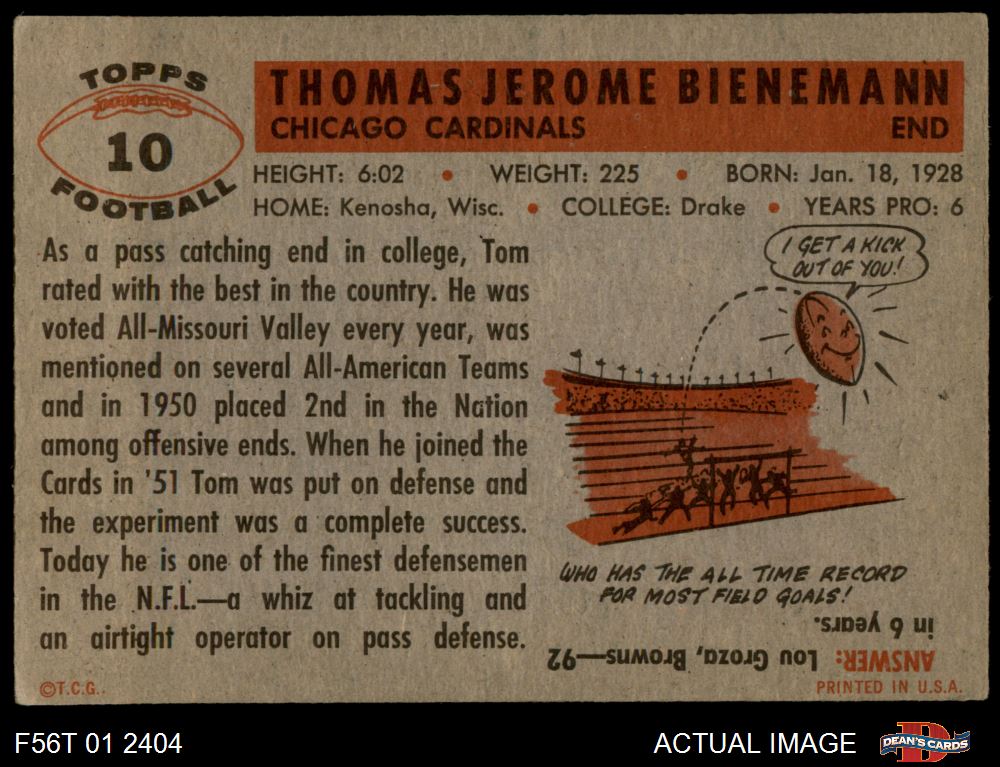 TOPPS
10
FOOTBALL
THOMAS JEROME BIENEMANN
CHICAGO CARDINALS END
HEIGHT: 6:02 • WEIGHT: 225 • BORN: Jan. 18, 1928
HOME: Kenosha, Wisc. • COLLEGE: Drake • YEARS PRO: 6
As a pass catching end in college, Tom
rated with the best in the country. He was
voted All-Missouri Valley every year, was
mentioned on several All-American Teams
and in 1950 placed 2nd in the Nation
among offensive ends. When he joined the
Cards in '51 Tom was put on defense and
the experiment was a complete success.
Today he is one of the finest defensemen
in the N.F.L.—a whiz at tackling and
an airtight operator on pass defense.
©T.C.G.
I GET A KICK
OUT OF YOU!
WHO HAS THE ALL TIME RECORD
FOR MOST FIELD GOALS!
ANSWER: Lou Groza, Browns—92
in 6 years.
PRINTED IN U.S.A.
F56T 01 2404
ACTUAL IMAGE
DEAN'S CARDS